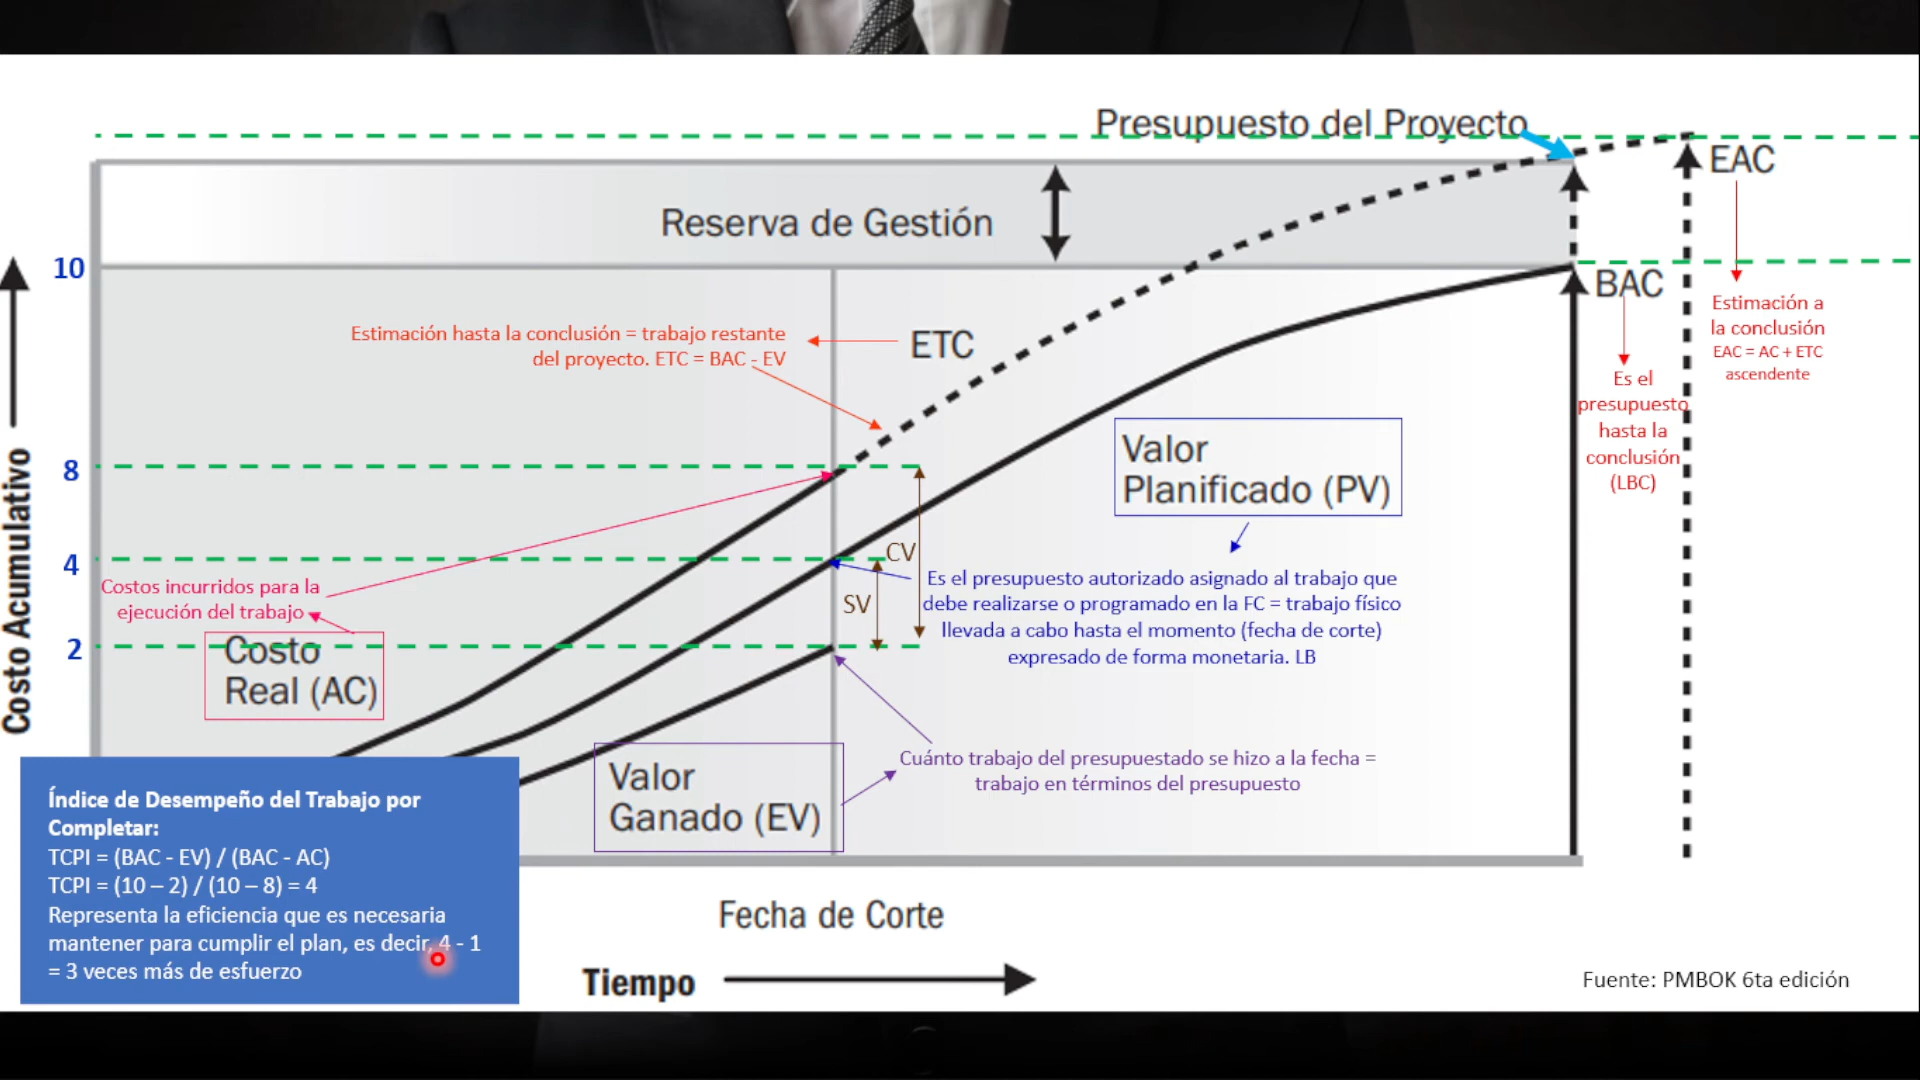 Presupuesto del Proyecto
EAC
Reserva de Gestión
10
BAC
Estimación a
la conclusión
EAC = AC + ETC
ascendente
Estimación hasta la conclusión = trabajo restante
del proyecto. ETC = BAC - EV
ETC
Es el
presupuesto
hasta la
conclusión
(LBC)
Valor
Planificado (PV)
8
Costo Acumulativo
4
CV
Es el presupuesto autorizado asignado al trabajo que
debe realizarse o programado en la FC = trabajo físico
llevada a cabo hasta el momento (fecha de corte)
expresado de forma monetaria. LB
SV
Costos incurridos para la
ejecución del trabajo
2
Costo
Real (AC)
Cuánto trabajo del presupuestado se hizo a la fecha =
trabajo en términos del presupuesto
Valor
Ganado (EV)
Índice de Desempeño del Trabajo por
Completar:
TCPI = (BAC - EV) / (BAC - AC)
TCPI = (10 – 2) / (10 – 8) = 4
Representa la eficiencia que es necesaria
mantener para cumplir el plan, es decir, 4 - 1
= 3 veces más de esfuerzo
Fecha de Corte
Tiempo
Fuente: PMBOK 6ta edición